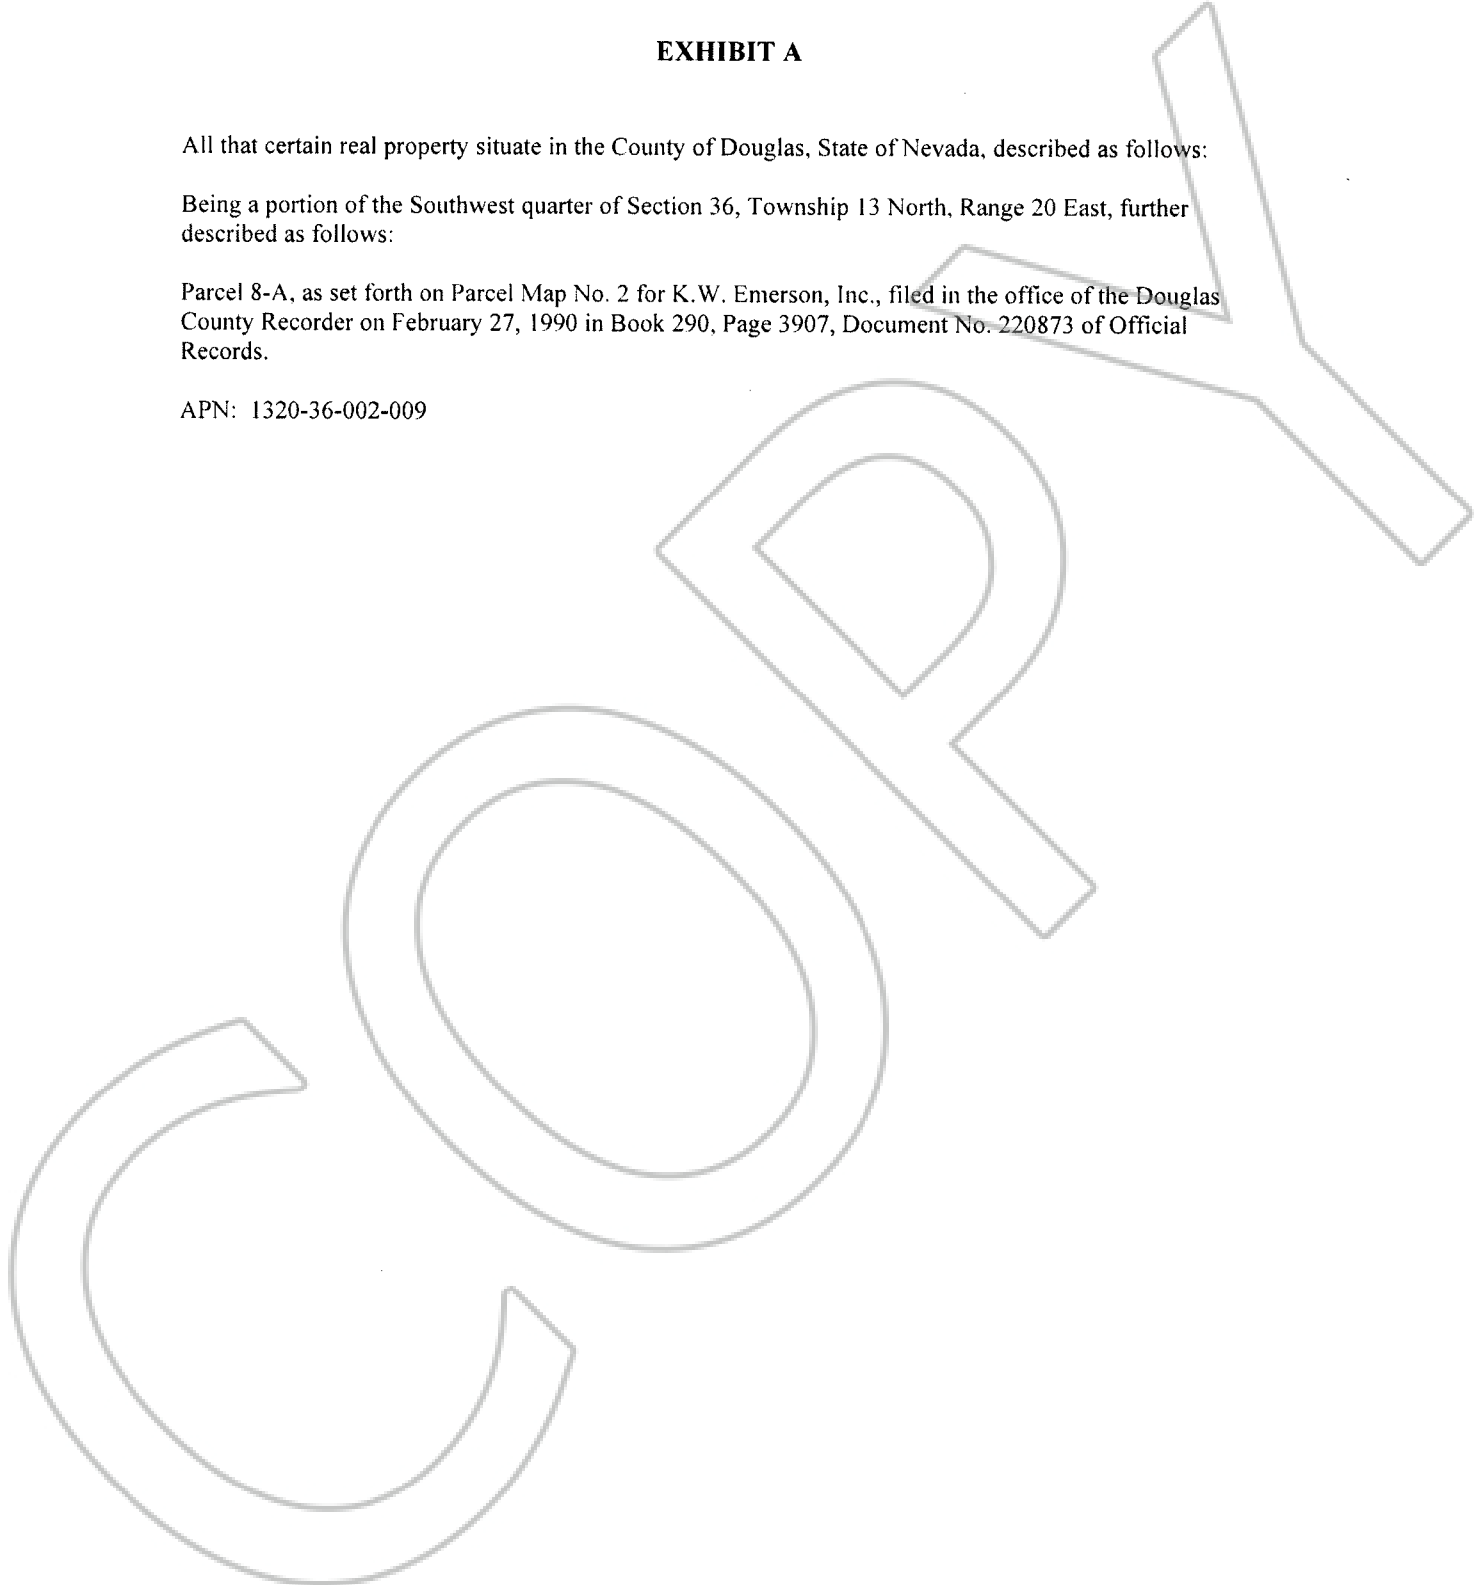 EXHIBIT A
All that certain real property situate in the County of Douglas, State of Nevada, described as follows:
Being a portion of the Southwest quarter of Section 36, Township 13 North, Range 20 East, further
described as follows:
Parcel 8-A, as set forth on Parcel Map No. 2 for K.W. Emerson, Inc., filed in the office of the Douglas
County Recorder on February 27, 1990 in Book 290, Page 3907, Document No. 220873 of Official
Records.
APN: 1320-36-002-009
COPY